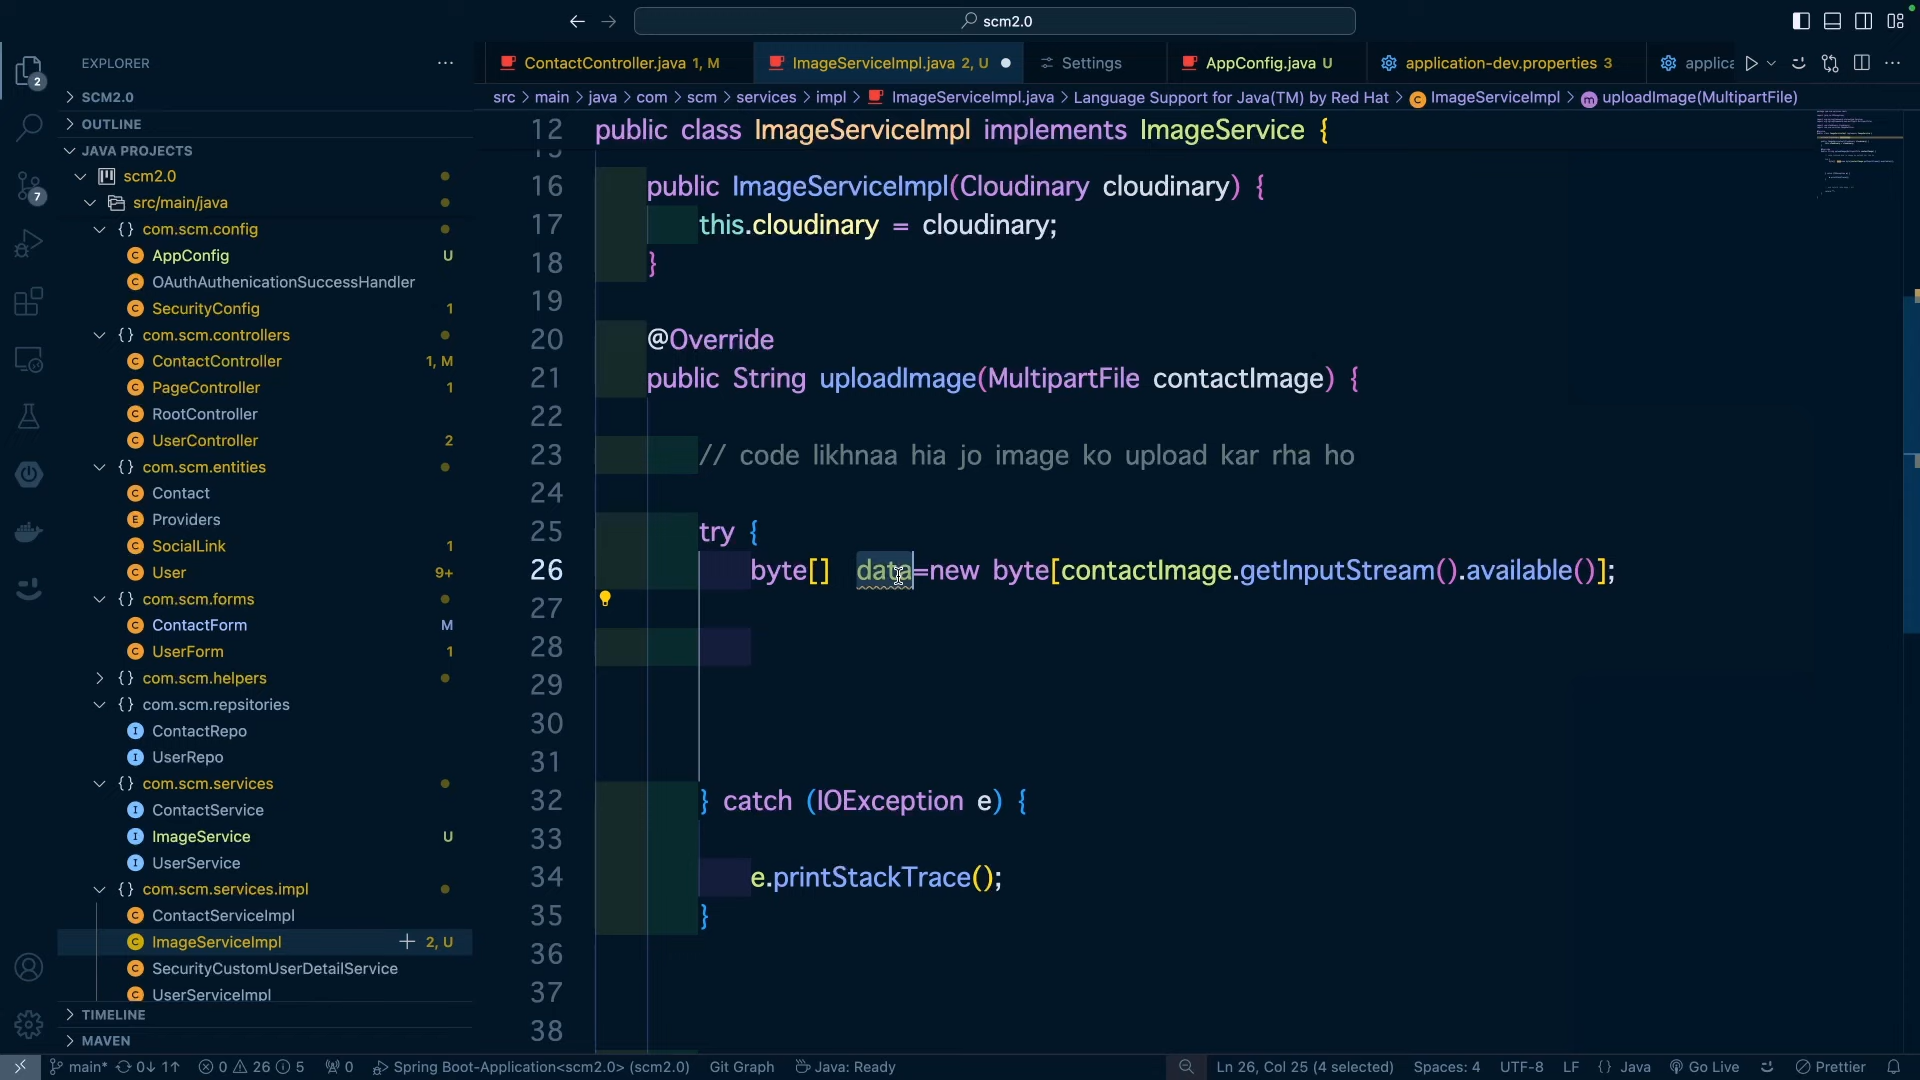 scm2.0
EXPLORER
ContactController.java 1, M
ImageServiceImpl.java 2, U
Settings
AppConfig.java U
application-dev.properties 3
applica
src > main > java > com > scm > services > impl > ImageServiceImpl.java > Language Support for Java(TM) by Red Hat > ImageServiceImpl > uploadImage(MultipartFile)
2
7
SCM2.0
OUTLINE
JAVA PROJECTS
scm2.0
src/main/java
{} com.scm.config
AppConfig U
OAuthAuthenicationSuccessHandler
SecurityConfig 1
{} com.scm.controllers
ContactController 1, M
PageController 1
RootController
UserController 2
{} com.scm.entities
Contact
Providers
SocialLink 1
User 9+
{} com.scm.forms
ContactForm M
UserForm 1
{} com.scm.helpers
{} com.scm.repsitories
ContactRepo
UserRepo
{} com.scm.services
ContactService
ImageService U
UserService
{} com.scm.services.impl
ContactServiceImpl
ImageServiceImpl 2, U
SecurityCustomUserDetailService
UserServiceImpl
TIMELINE
MAVEN
12 public class ImageServiceImpl implements ImageService {
16 public ImageServiceImpl(Cloudinary cloudinary) {
17 this.cloudinary = cloudinary;
18 }
19
20 @Override
21 public String uploadImage(MultipartFile contactImage) {
22
23 // code likhnaa hia jo image ko upload kar rha ho
24
25 try {
26 byte[] data=new byte[contactImage.getInputStream().available()];
27
28
29
30
31
32 } catch (IOException e) {
33
34 e.printStackTrace();
35 }
36
37
38
main* 0↓ 1↑ 0 26 5 0 Spring Boot-Application<scm2.0> (scm2.0) Git Graph Java: Ready Ln 26, Col 25 (4 selected) Spaces: 4 UTF-8 LF {} Java Go Live Prettier